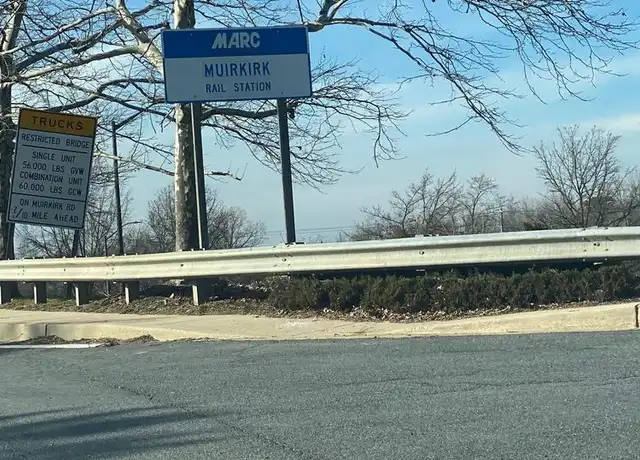 MARC
MUIRKIRK
RAIL STATION
TRUCKS
RESTRICTED BRIDGE
SINGLE UNIT
56,000 LBS GVW
COMBINATION UNIT
60,000 LBS GCW
ON MUIRKIRK RD
2/10 MILE AHEAD